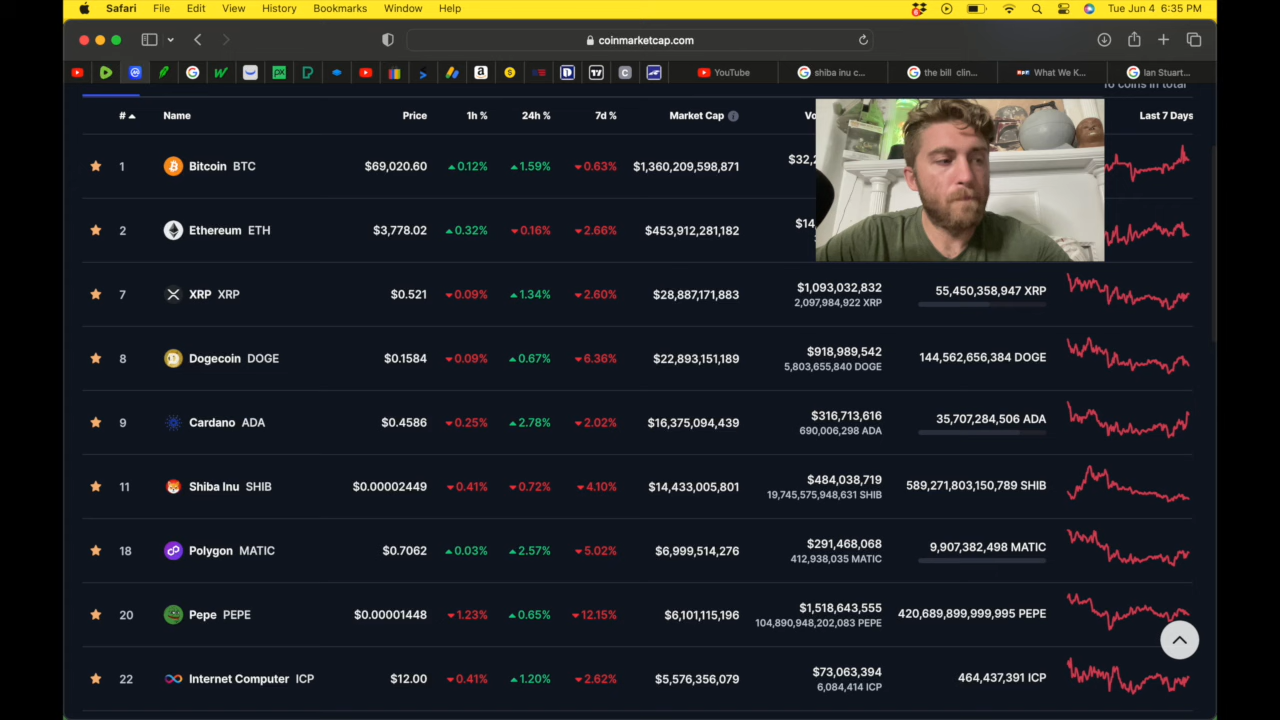 Safari File Edit View History Bookmarks Window Help Tue Jun 4 6:35 PM
coinmarketcap.com
YouTube shiba inu c... the bill clin... What We K... Ian Stuart...
16 coins in total
# Name Price 1h % 24h % 7d % Market Cap Vo Last 7 Days
1 Bitcoin BTC $69,020.60 0.12% 1.59% 0.63% $1,360,209,598,871 $32,2
2 Ethereum ETH $3,778.02 0.32% 0.16% 2.66% $453,912,281,182 $14,
7 XRP XRP $0.521 0.09% 1.34% 2.60% $28,887,171,883 $1,093,032,832 55,450,358,947 XRP
2,097,984,922 XRP
8 Dogecoin DOGE $0.1584 0.09% 0.67% 6.36% $22,893,151,189 $918,989,542 144,562,656,384 DOGE
5,803,655,840 DOGE
9 Cardano ADA $0.4586 0.25% 2.78% 2.02% $16,375,094,439 $316,713,616 35,707,284,506 ADA
690,006,298 ADA
11 Shiba Inu SHIB $0.00002449 0.41% 0.72% 4.10% $14,433,005,801 $484,038,719 589,271,803,150,789 SHIB
19,745,575,948,631 SHIB
18 Polygon MATIC $0.7062 0.03% 2.57% 5.02% $6,999,514,276 $291,468,068 9,907,382,498 MATIC
412,938,035 MATIC
20 Pepe PEPE $0.00001448 1.23% 0.65% 12.15% $6,101,115,196 $1,518,643,555 420,689,899,999,995 PEPE
104,890,948,202,083 PEPE
22 Internet Computer ICP $12.00 0.41% 1.20% 2.62% $5,576,356,079 $73,063,394 464,437,391 ICP
6,084,414 ICP